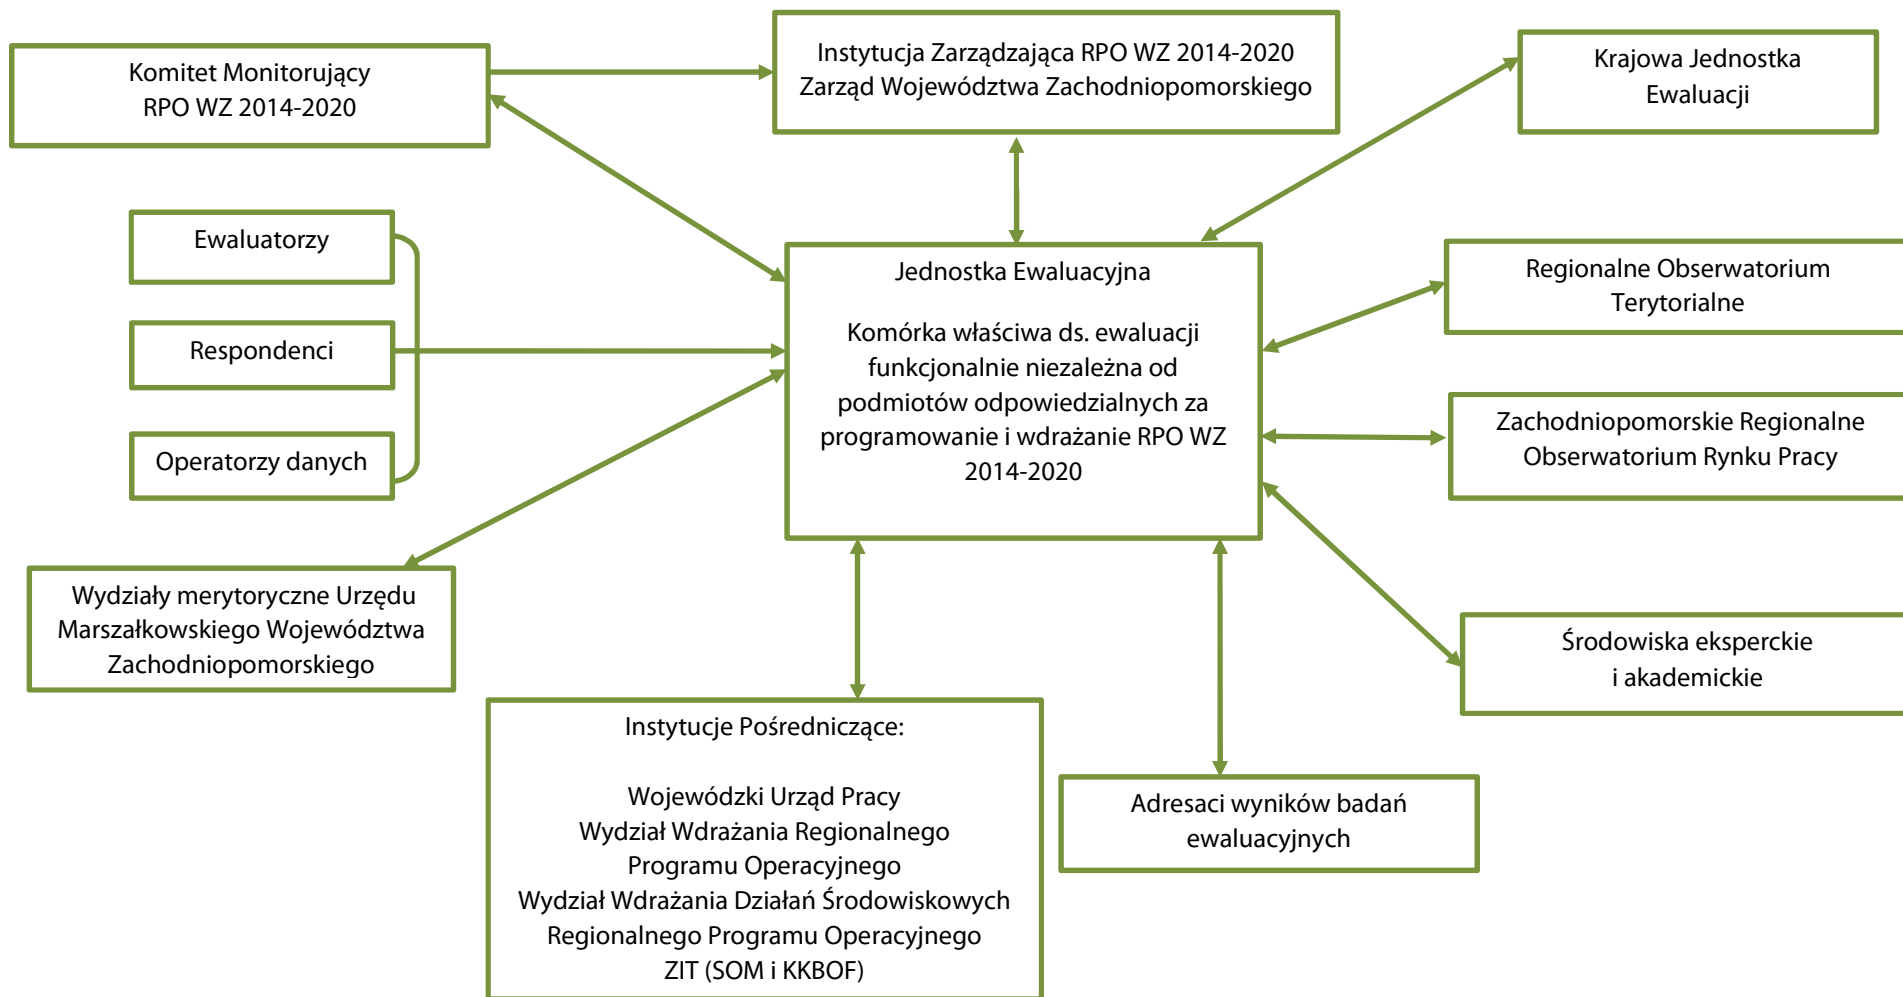 Komitet Monitorujący
RPO WZ 2014-2020
Instytucja Zarządzająca RPO WZ 2014-2020
Zarząd Województwa Zachodniopomorskiego
Krajowa Jednostka
Ewaluacji
Ewaluatorzy
Respondenci
Operatorzy danych
Jednostka Ewaluacyjna
Komórka właściwa ds. ewaluacji
funkcjonalnie niezależna od
podmiotów odpowiedzialnych za
programowanie i wdrażanie RPO WZ
2014-2020
Regionalne Obserwatorium
Terytorialne
Zachodniopomorskie Regionalne
Obserwatorium Rynku Pracy
Środowiska eksperckie
i akademickie
Wydziały merytoryczne Urzędu
Marszałkowskiego Województwa
Zachodniopomorskiego
Instytucje Pośredniczące:
Wojewódzki Urząd Pracy
Wydział Wdrażania Regionalnego
Programu Operacyjnego
Wydział Wdrażania Działań Środowiskowych
Regionalnego Programu Operacyjnego
ZIT (SOM i KKBOF)
Adresaci wyników badań
ewaluacyjnych